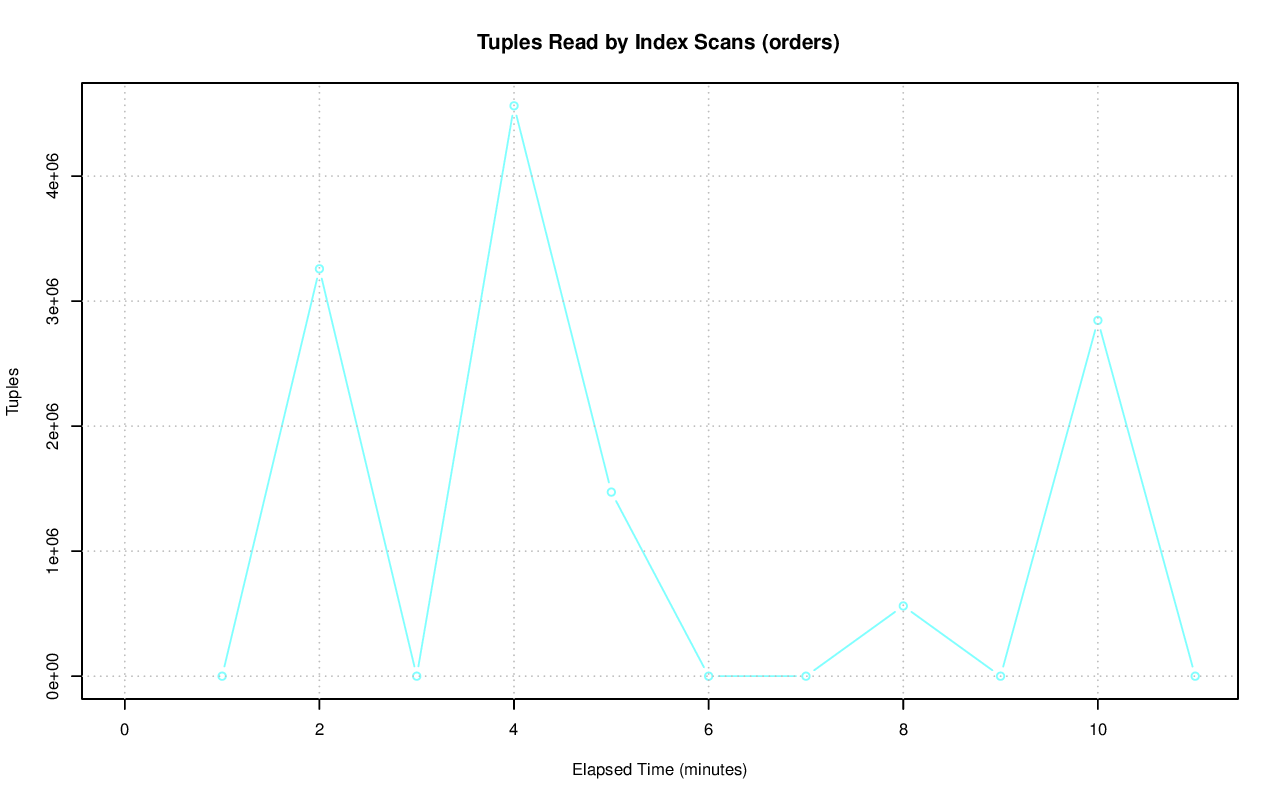 Tuples Read by Index Scans (orders)
Tuples
4e+06
3e+06
2e+06
1e+06
0e+00
0 2 4 6 8 10
Elapsed Time (minutes)